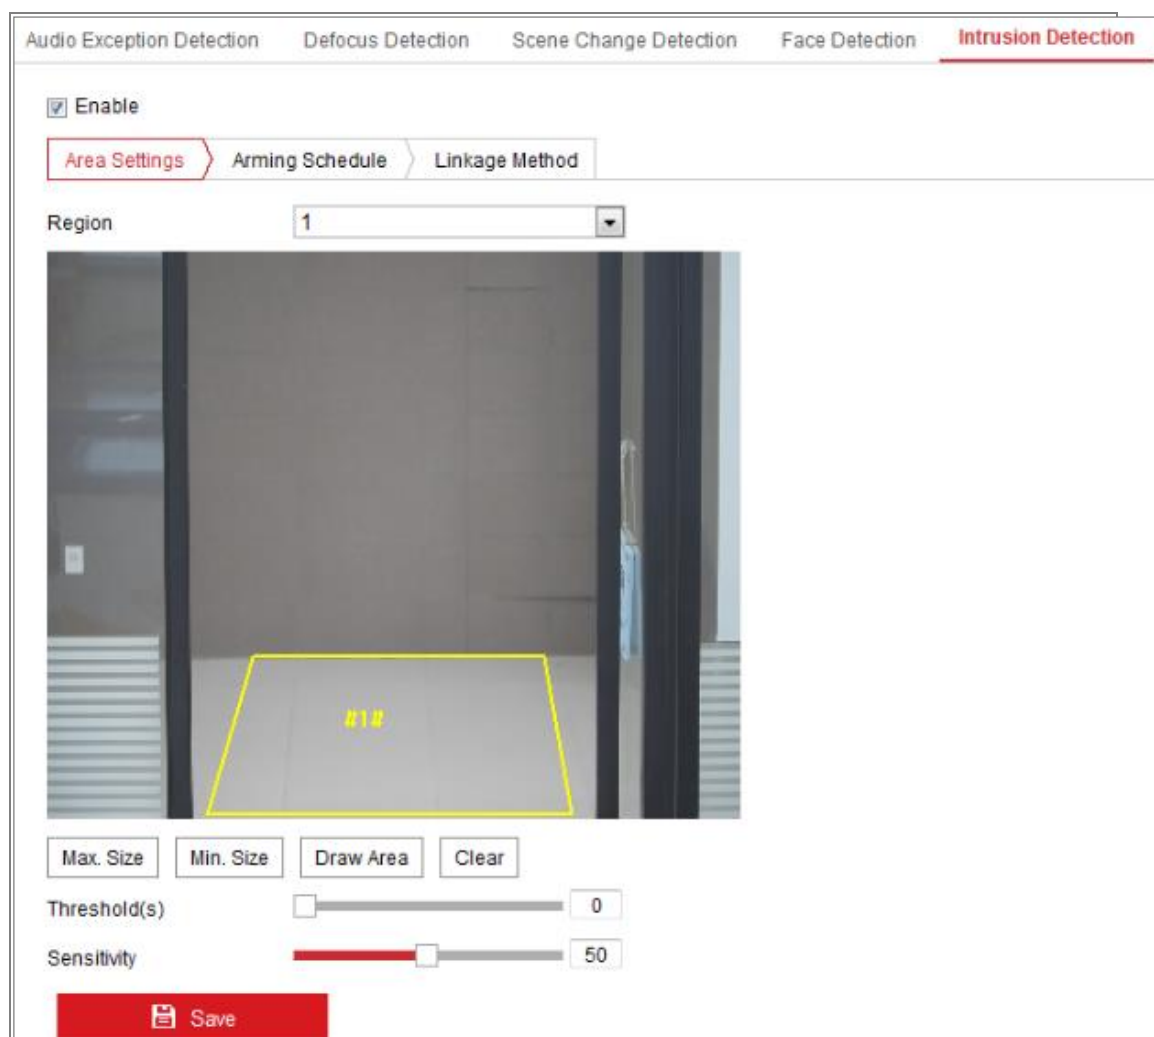 Audio Exception Detection Defocus Detection Scene Change Detection Face Detection Intrusion Detection
Enable
Area Settings Arming Schedule Linkage Method
Region 1
#1#
Max. Size Min. Size Draw Area Clear
Threshold(s) 0
Sensitivity 50
Save